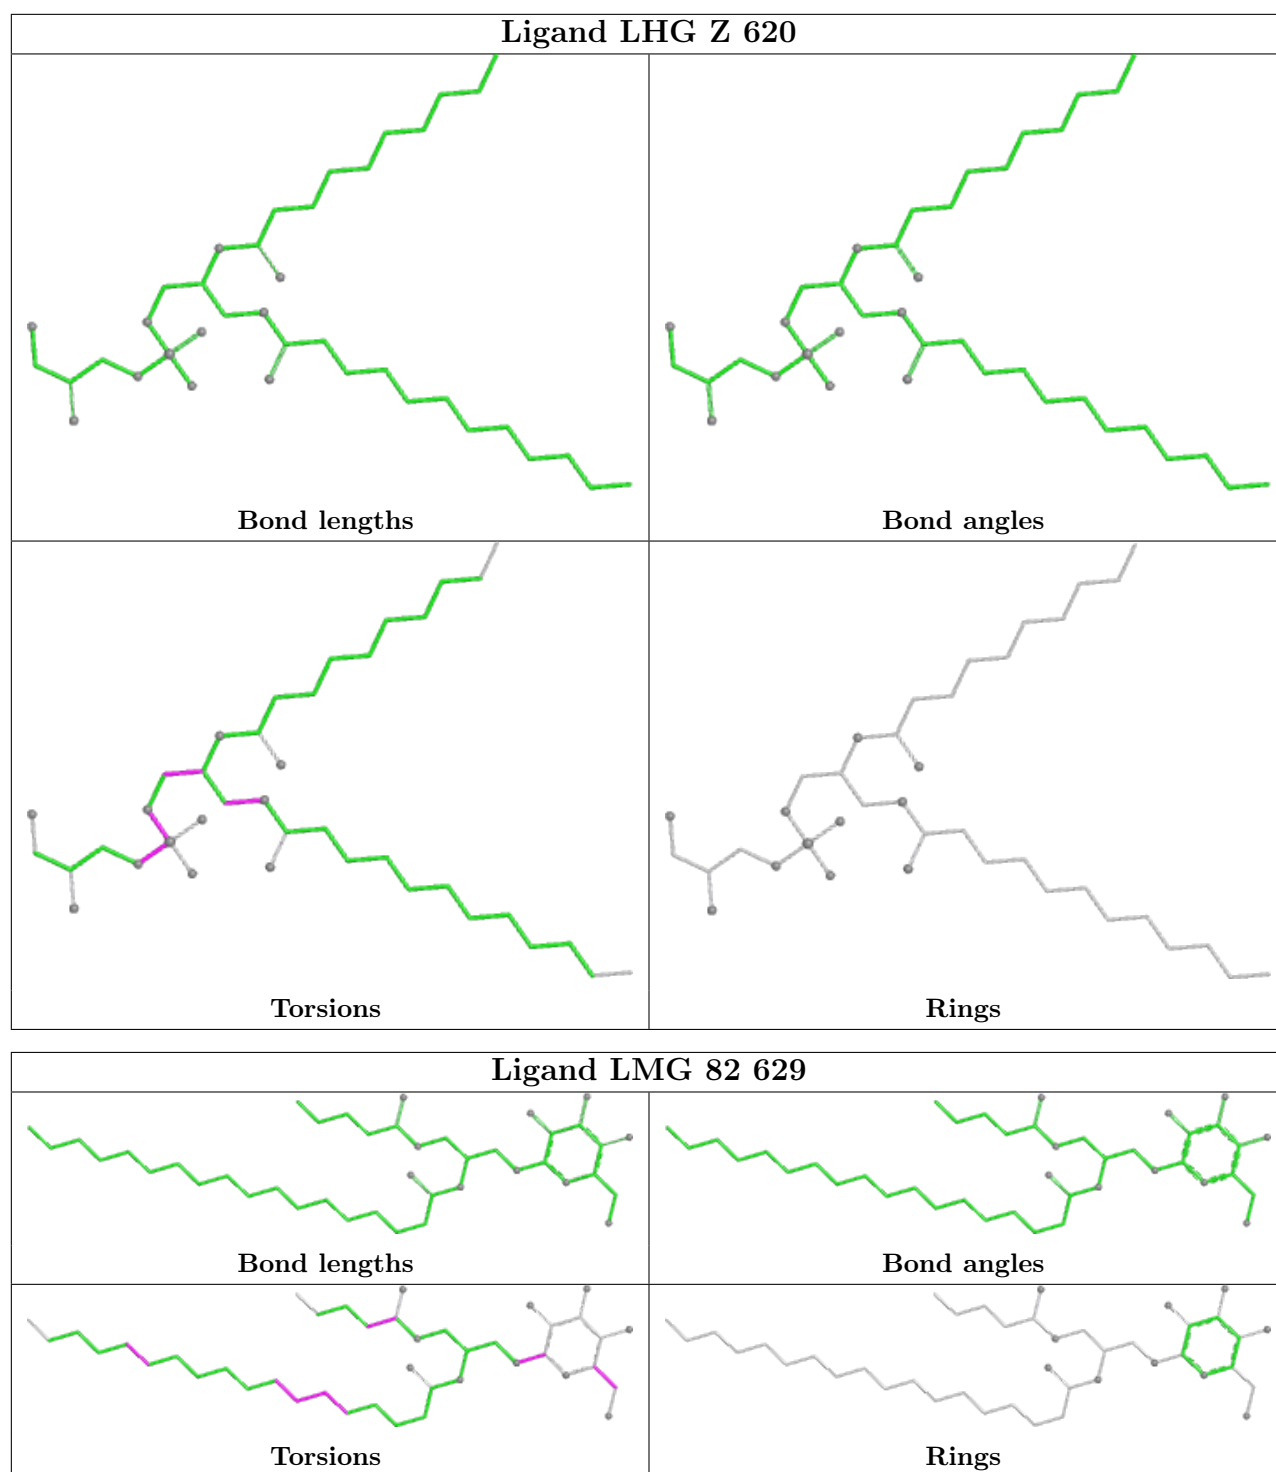 Ligand LHG Z 620
Bond lengths
Bond angles
Torsions
Rings
Ligand LMG 82 629
Bond lengths
Bond angles
Torsions
Rings